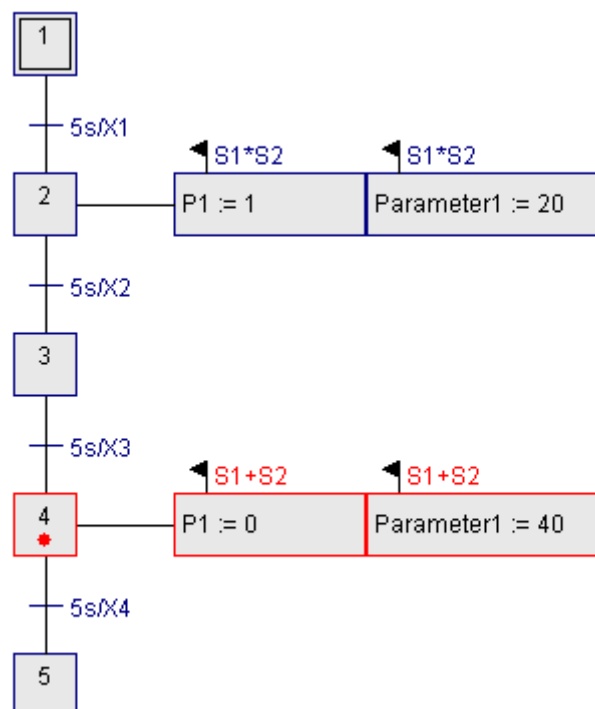 1
5s/X1
S1*S2 S1*S2
2 P1 := 1 Parameter1 := 20
5s/X2
3
5s/X3
S1+S2 S1+S2
4 P1 := 0 Parameter1 := 40
5s/X4
5